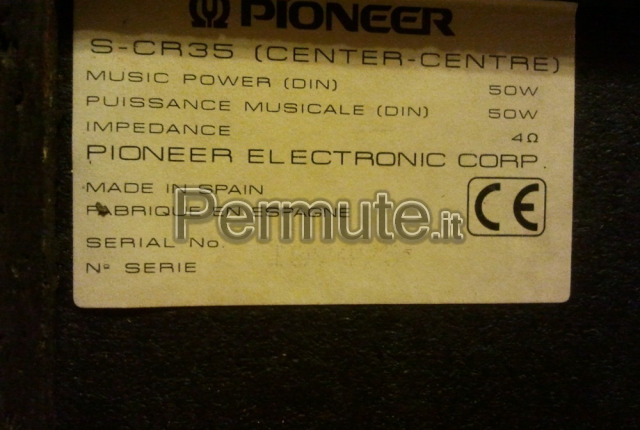 PIONEER
S-CR35 (CENTER-CENTRE)
MUSIC POWER (DIN) 50W
PUISSANCE MUSICALE (DIN) 50W
IMPEDANCE 4Ω
PIONEER ELECTRONIC CORP.
MADE IN SPAIN
FABRIQUE EN ESPAGNE
CE
Permute.it
SERIAL No.
Nº SERIE